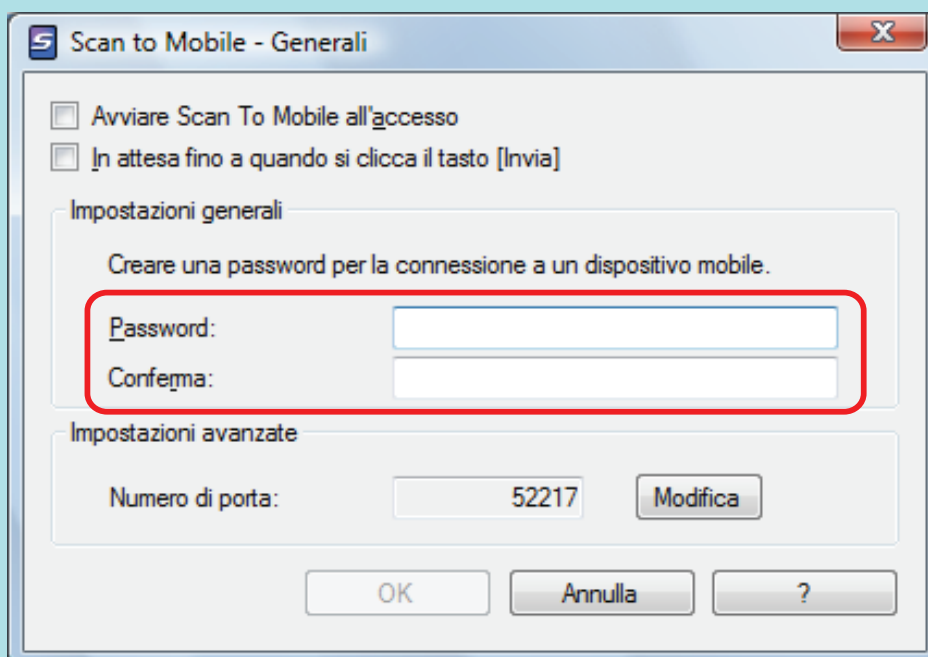 Scan to Mobile - Generali
Avviare Scan To Mobile all'accesso
In attesa fino a quando si clicca il tasto [Invia]
Impostazioni generali
Creare una password per la connessione a un dispositivo mobile.
Password:
Conferma:
Impostazioni avanzate
Numero di porta: 52217 Modifica
OK Annulla ?